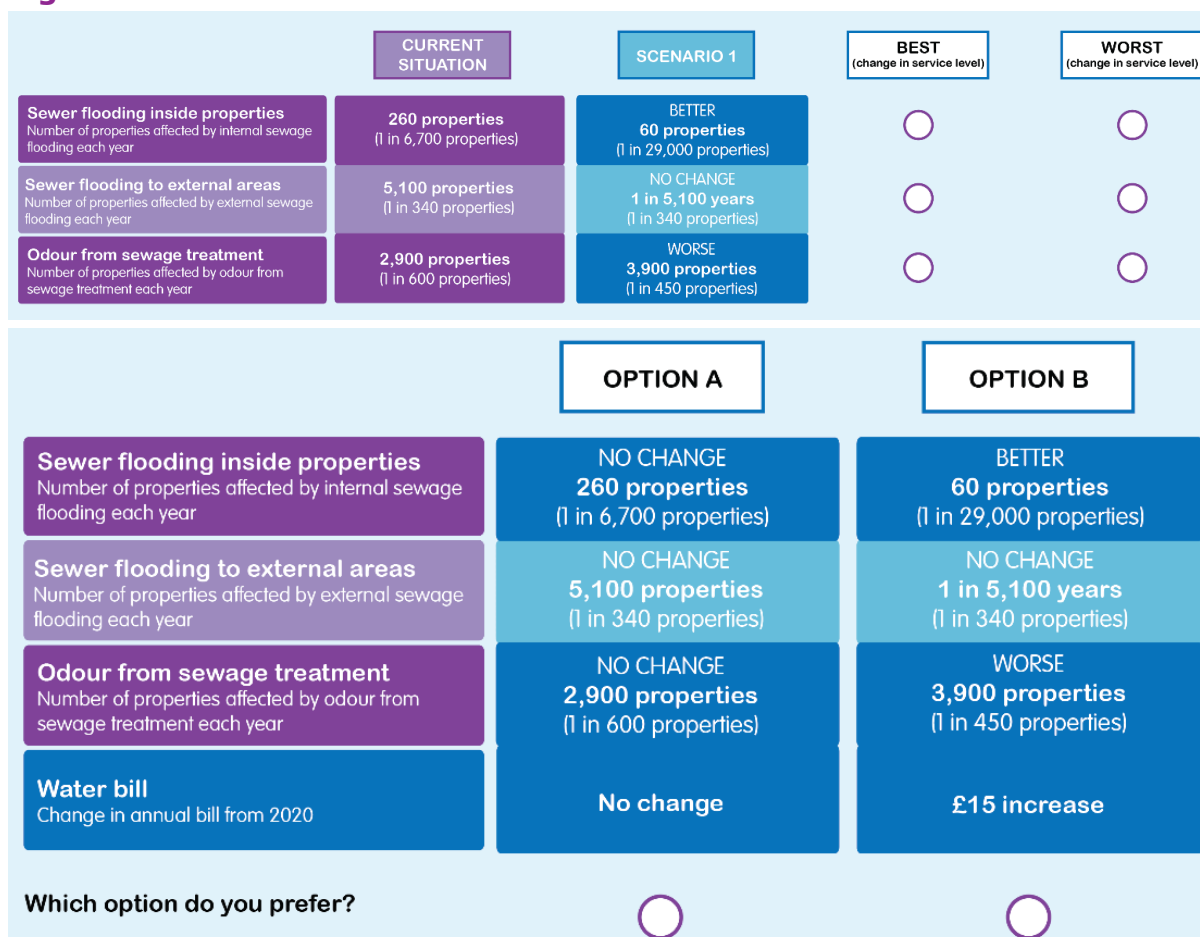 CURRENT
SITUATION
SCENARIO 1
BEST
(change in service level)
WORST
(change in service level)
Sewer flooding inside properties
Number of properties affected by internal sewage
flooding each year
260 properties
(1 in 6,700 properties)
BETTER
60 properties
(1 in 29,000 properties)
Sewer flooding to external areas
Number of properties affected by external sewage
flooding each year
5,100 properties
(1 in 340 properties)
NO CHANGE
1 in 5,100 years
(1 in 340 properties)
Odour from sewage treatment
Number of properties affected by odour from
sewage treatment each year
2,900 properties
(1 in 600 properties)
WORSE
3,900 properties
(1 in 450 properties)
OPTION A
OPTION B
Sewer flooding inside properties
Number of properties affected by internal sewage
flooding each year
NO CHANGE
260 properties
(1 in 6,700 properties)
BETTER
60 properties
(1 in 29,000 properties)
Sewer flooding to external areas
Number of properties affected by external sewage
flooding each year
NO CHANGE
5,100 properties
(1 in 340 properties)
NO CHANGE
1 in 5,100 years
(1 in 340 properties)
Odour from sewage treatment
Number of properties affected by odour from
sewage treatment each year
NO CHANGE
2,900 properties
(1 in 600 properties)
WORSE
3,900 properties
(1 in 450 properties)
Water bill
Change in annual bill from 2020
No change
£15 increase
Which option do you prefer?